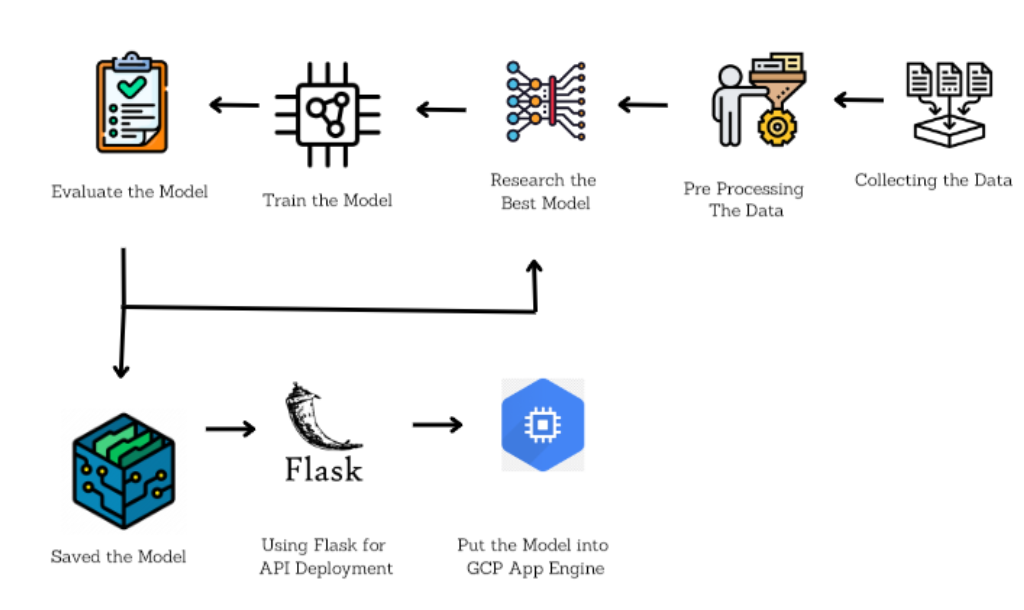 Evaluate the Model
Train the Model
Research the
Best Model
Pre Processing
The Data
Collecting the Data
Flask
Saved the Model
Using Flask for
API Deployment
Put the Model into
GCP App Engine